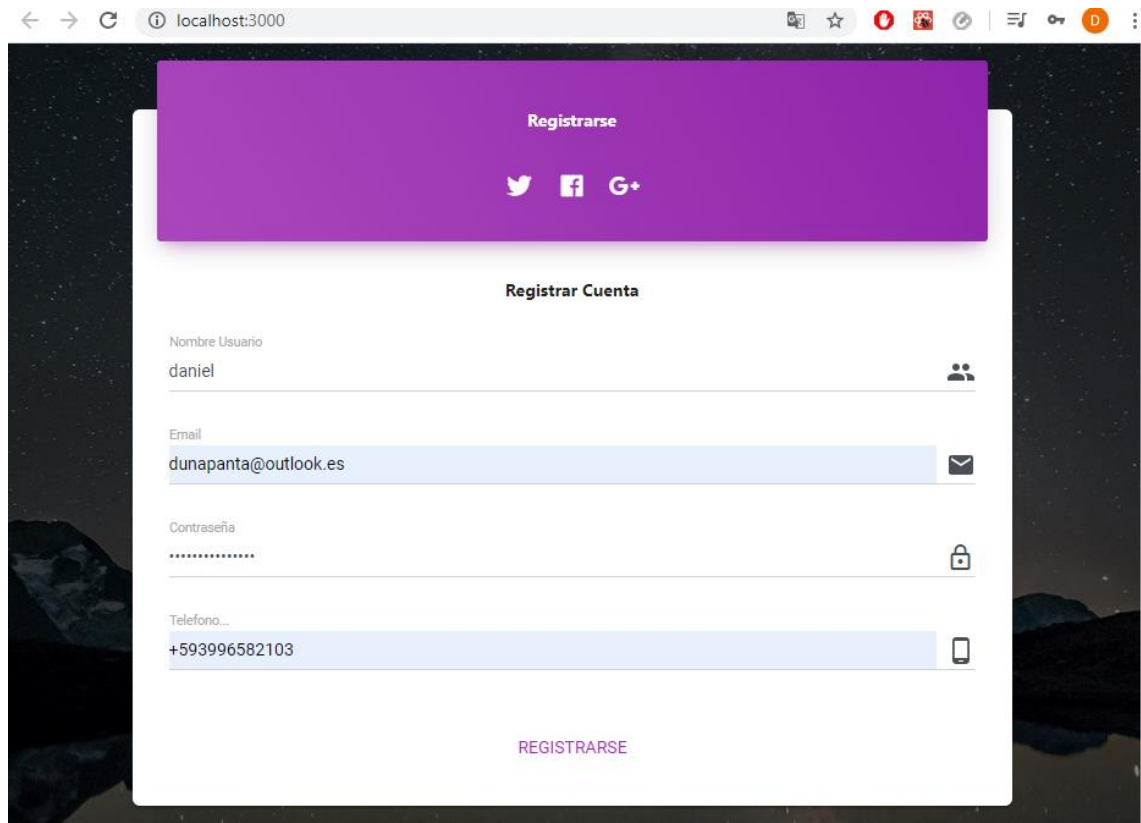 localhost:3000
D
Registrarse
G+
Registrar Cuenta
Nombre Usuario
daniel
Email
dunapanta@outlook.es
Contraseña
•••••••••••••••
Telefono...
+593996582103
REGISTRARSE